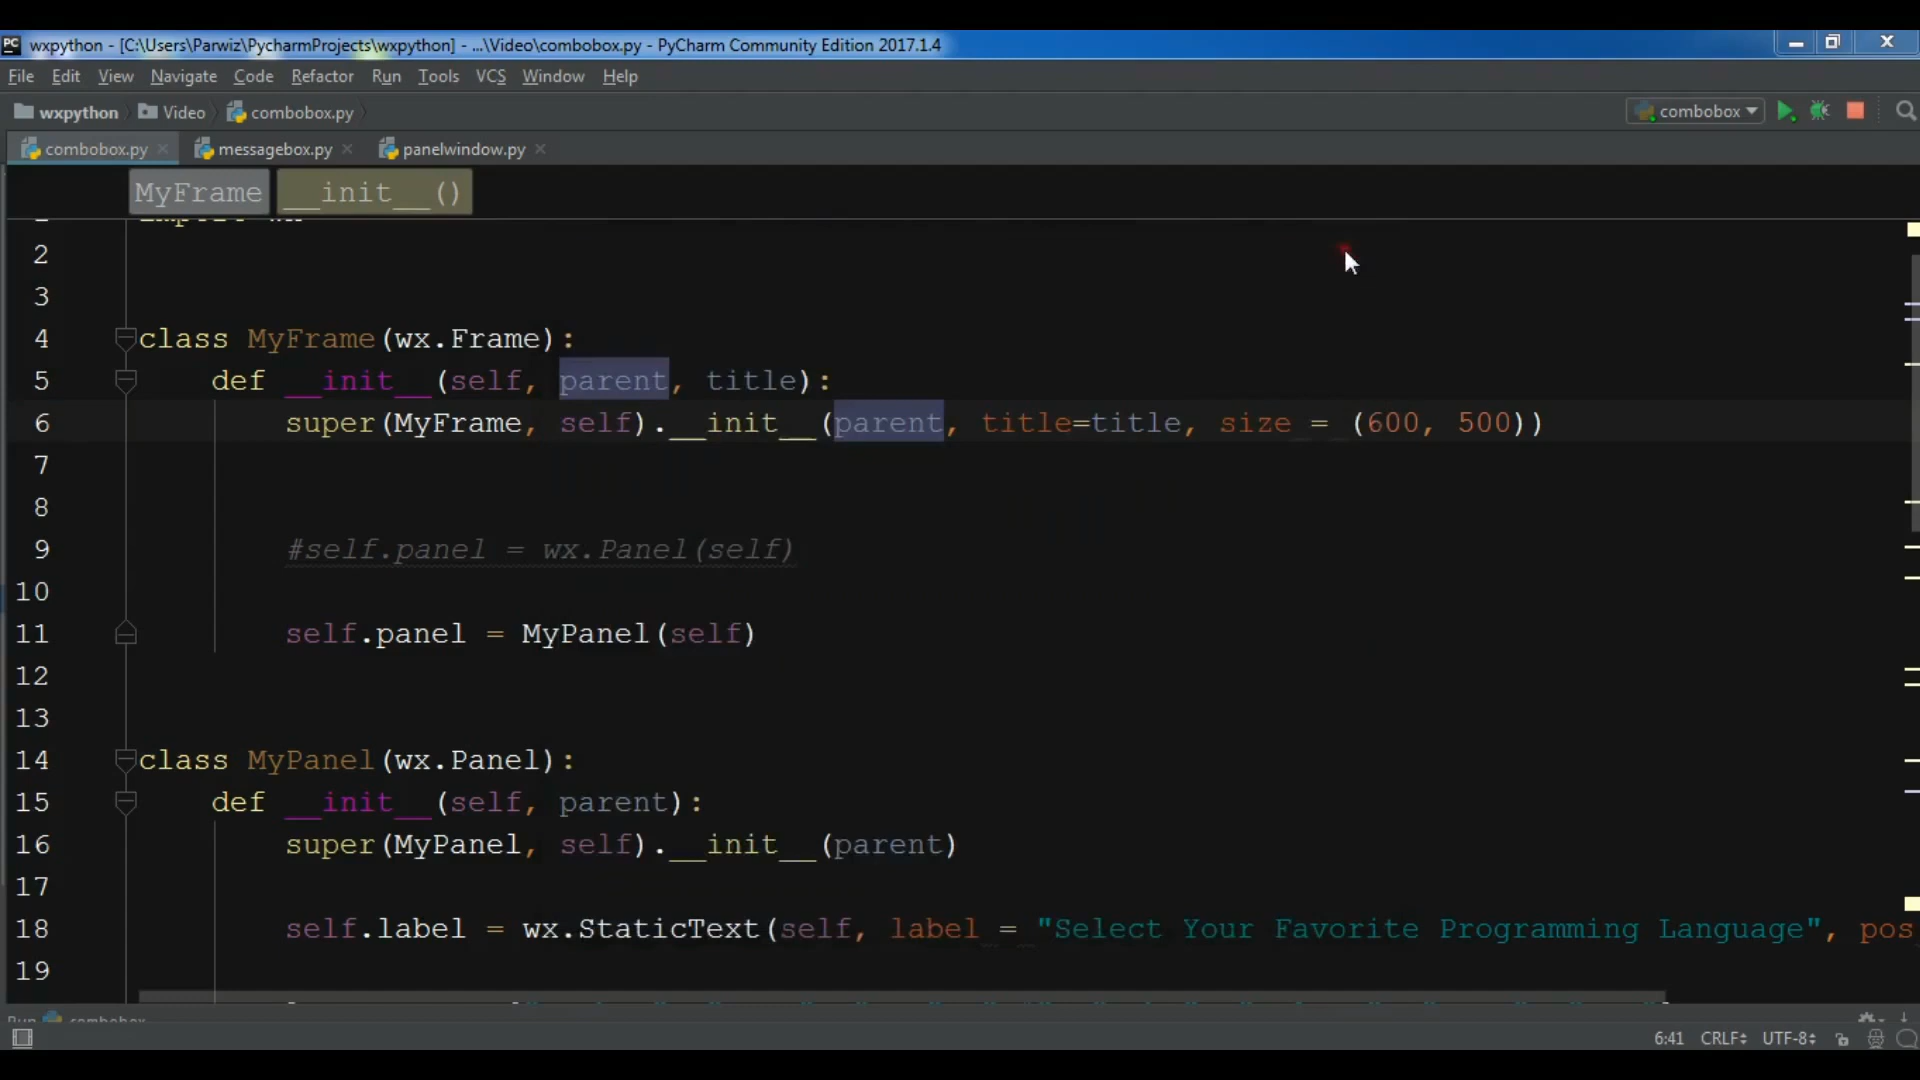 PC wxpython - [C:\Users\Parwiz\PycharmProjects\wxpython] - ...\Video\combobox.py - PyCharm Community Edition 2017.1.4
File Edit View Navigate Code Refactor Run Tools VCS Window Help
wxpython Video combobox.py combobox
combobox.py messagebox.py panelwindow.py
MyFrame __init__()
2
3
4 class MyFrame(wx.Frame):
5 def __init__(self, parent, title):
6 super(MyFrame, self).__init__(parent, title=title, size = (600, 500))
7
8
9 #self.panel = wx.Panel(self)
10
11 self.panel = MyPanel(self)
12
13
14 class MyPanel(wx.Panel):
15 def __init__(self, parent):
16 super(MyPanel, self).__init__(parent)
17
18 self.label = wx.StaticText(self, label = "Select Your Favorite Programming Language", pos
19
6:41 CRLF UTF-8